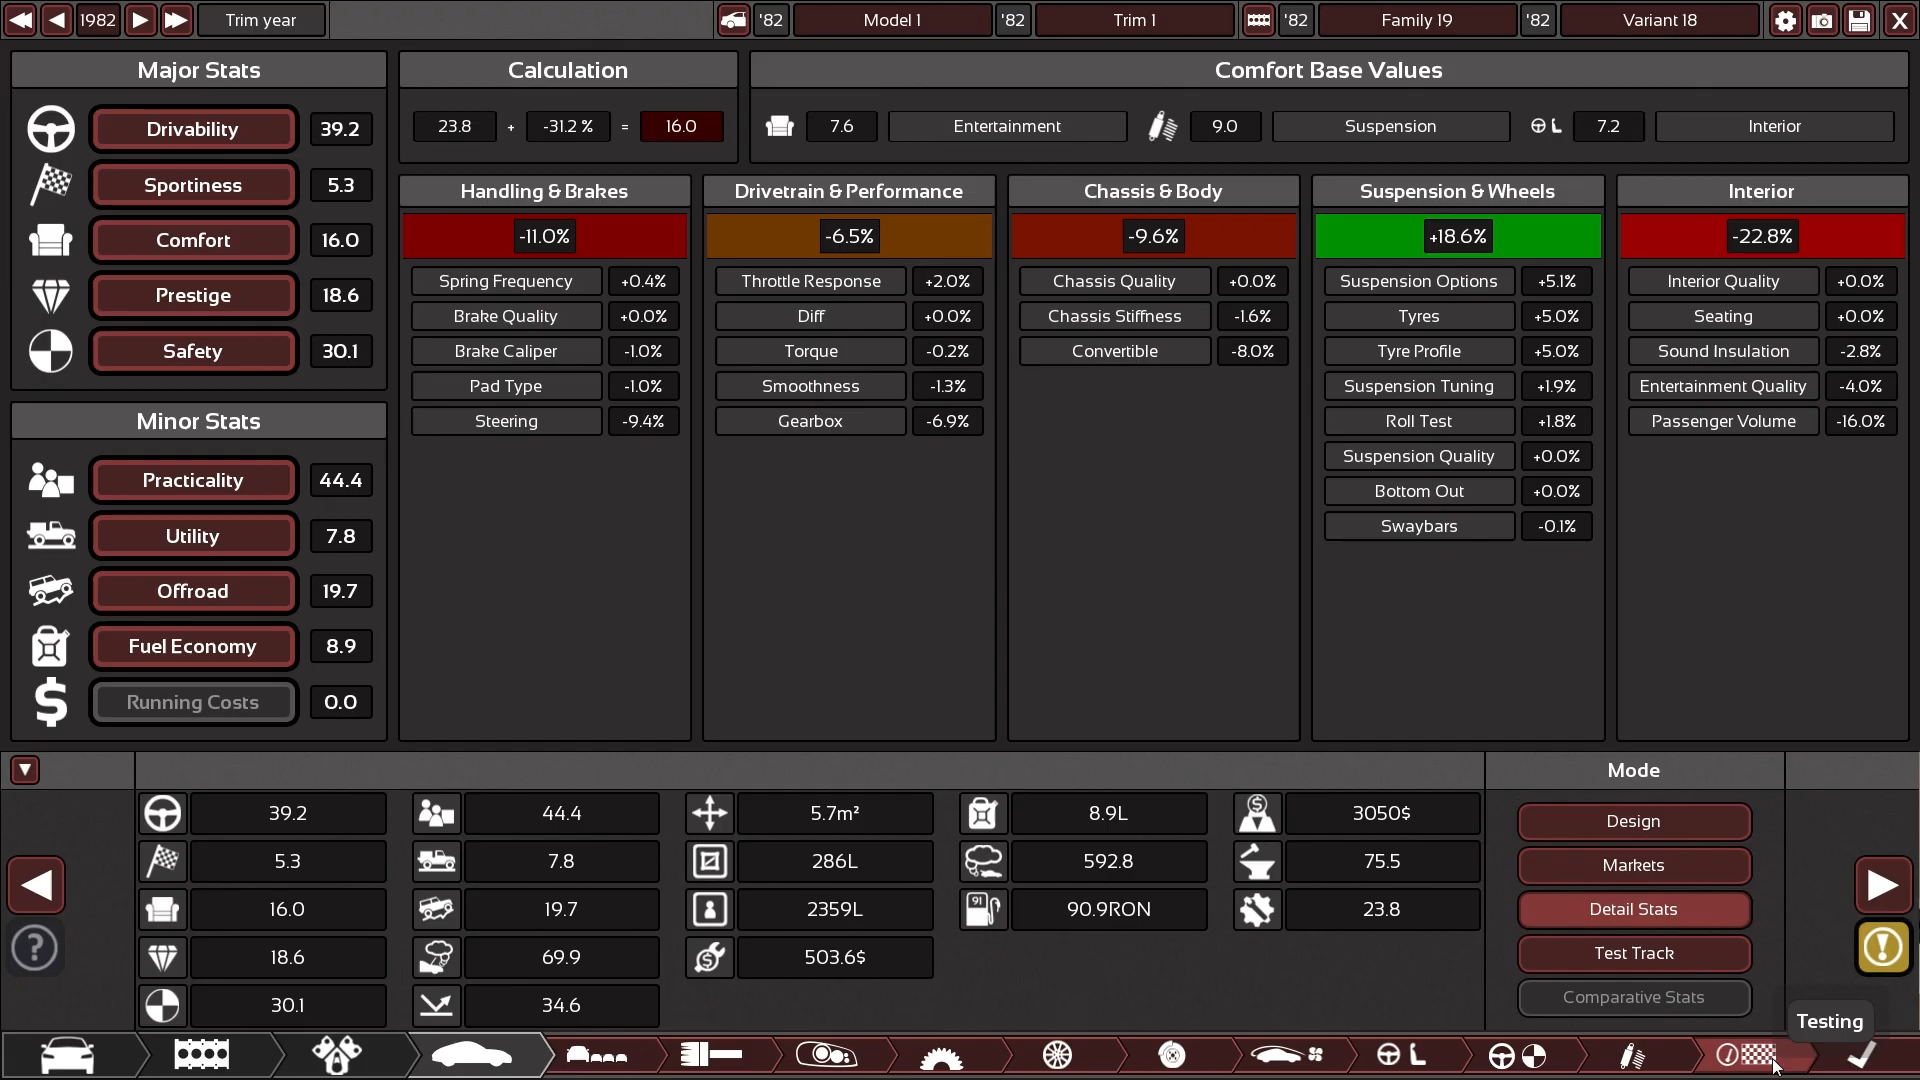 1982 Trim year '82 Model 1 '82 Trim 1 '82 Family 19 '82 Variant 18 X
Major Stats
Drivability 39.2
Sportiness 5.3
Comfort 16.0
Prestige 18.6
Safety 30.1
Minor Stats
Practicality 44.4
Utility 7.8
Offroad 19.7
Fuel Economy 8.9
$ Running Costs 0.0
Calculation
23.8 + -31.2 % = 16.0
Comfort Base Values
7.6 Entertainment 9.0 Suspension 7.2 Interior
Handling & Brakes
-11.0%
Spring Frequency +0.4%
Brake Quality +0.0%
Brake Caliper -1.0%
Pad Type -1.0%
Steering -9.4%
Drivetrain & Performance
-6.5%
Throttle Response +2.0%
Diff +0.0%
Torque -0.2%
Smoothness -1.3%
Gearbox -6.9%
Chassis & Body
-9.6%
Chassis Quality +0.0%
Chassis Stiffness -1.6%
Convertible -8.0%
Suspension & Wheels
+18.6%
Suspension Options +5.1%
Tyres +5.0%
Tyre Profile +5.0%
Suspension Tuning +1.9%
Roll Test +1.8%
Suspension Quality +0.0%
Bottom Out +0.0%
Swaybars -0.1%
Interior
-22.8%
Interior Quality +0.0%
Seating +0.0%
Sound Insulation -2.8%
Entertainment Quality -4.0%
Passenger Volume -16.0%
39.2 44.4 5.7m² 8.9L $ 3050$
5.3 7.8 286L 592.8 75.5
16.0 19.7 2359L 91 90.9RON 23.8
18.6 69.9 $ 503.6$
30.1 34.6
?
Mode
Design
Markets
Detail Stats
Test Track
Comparative Stats
!
Testing